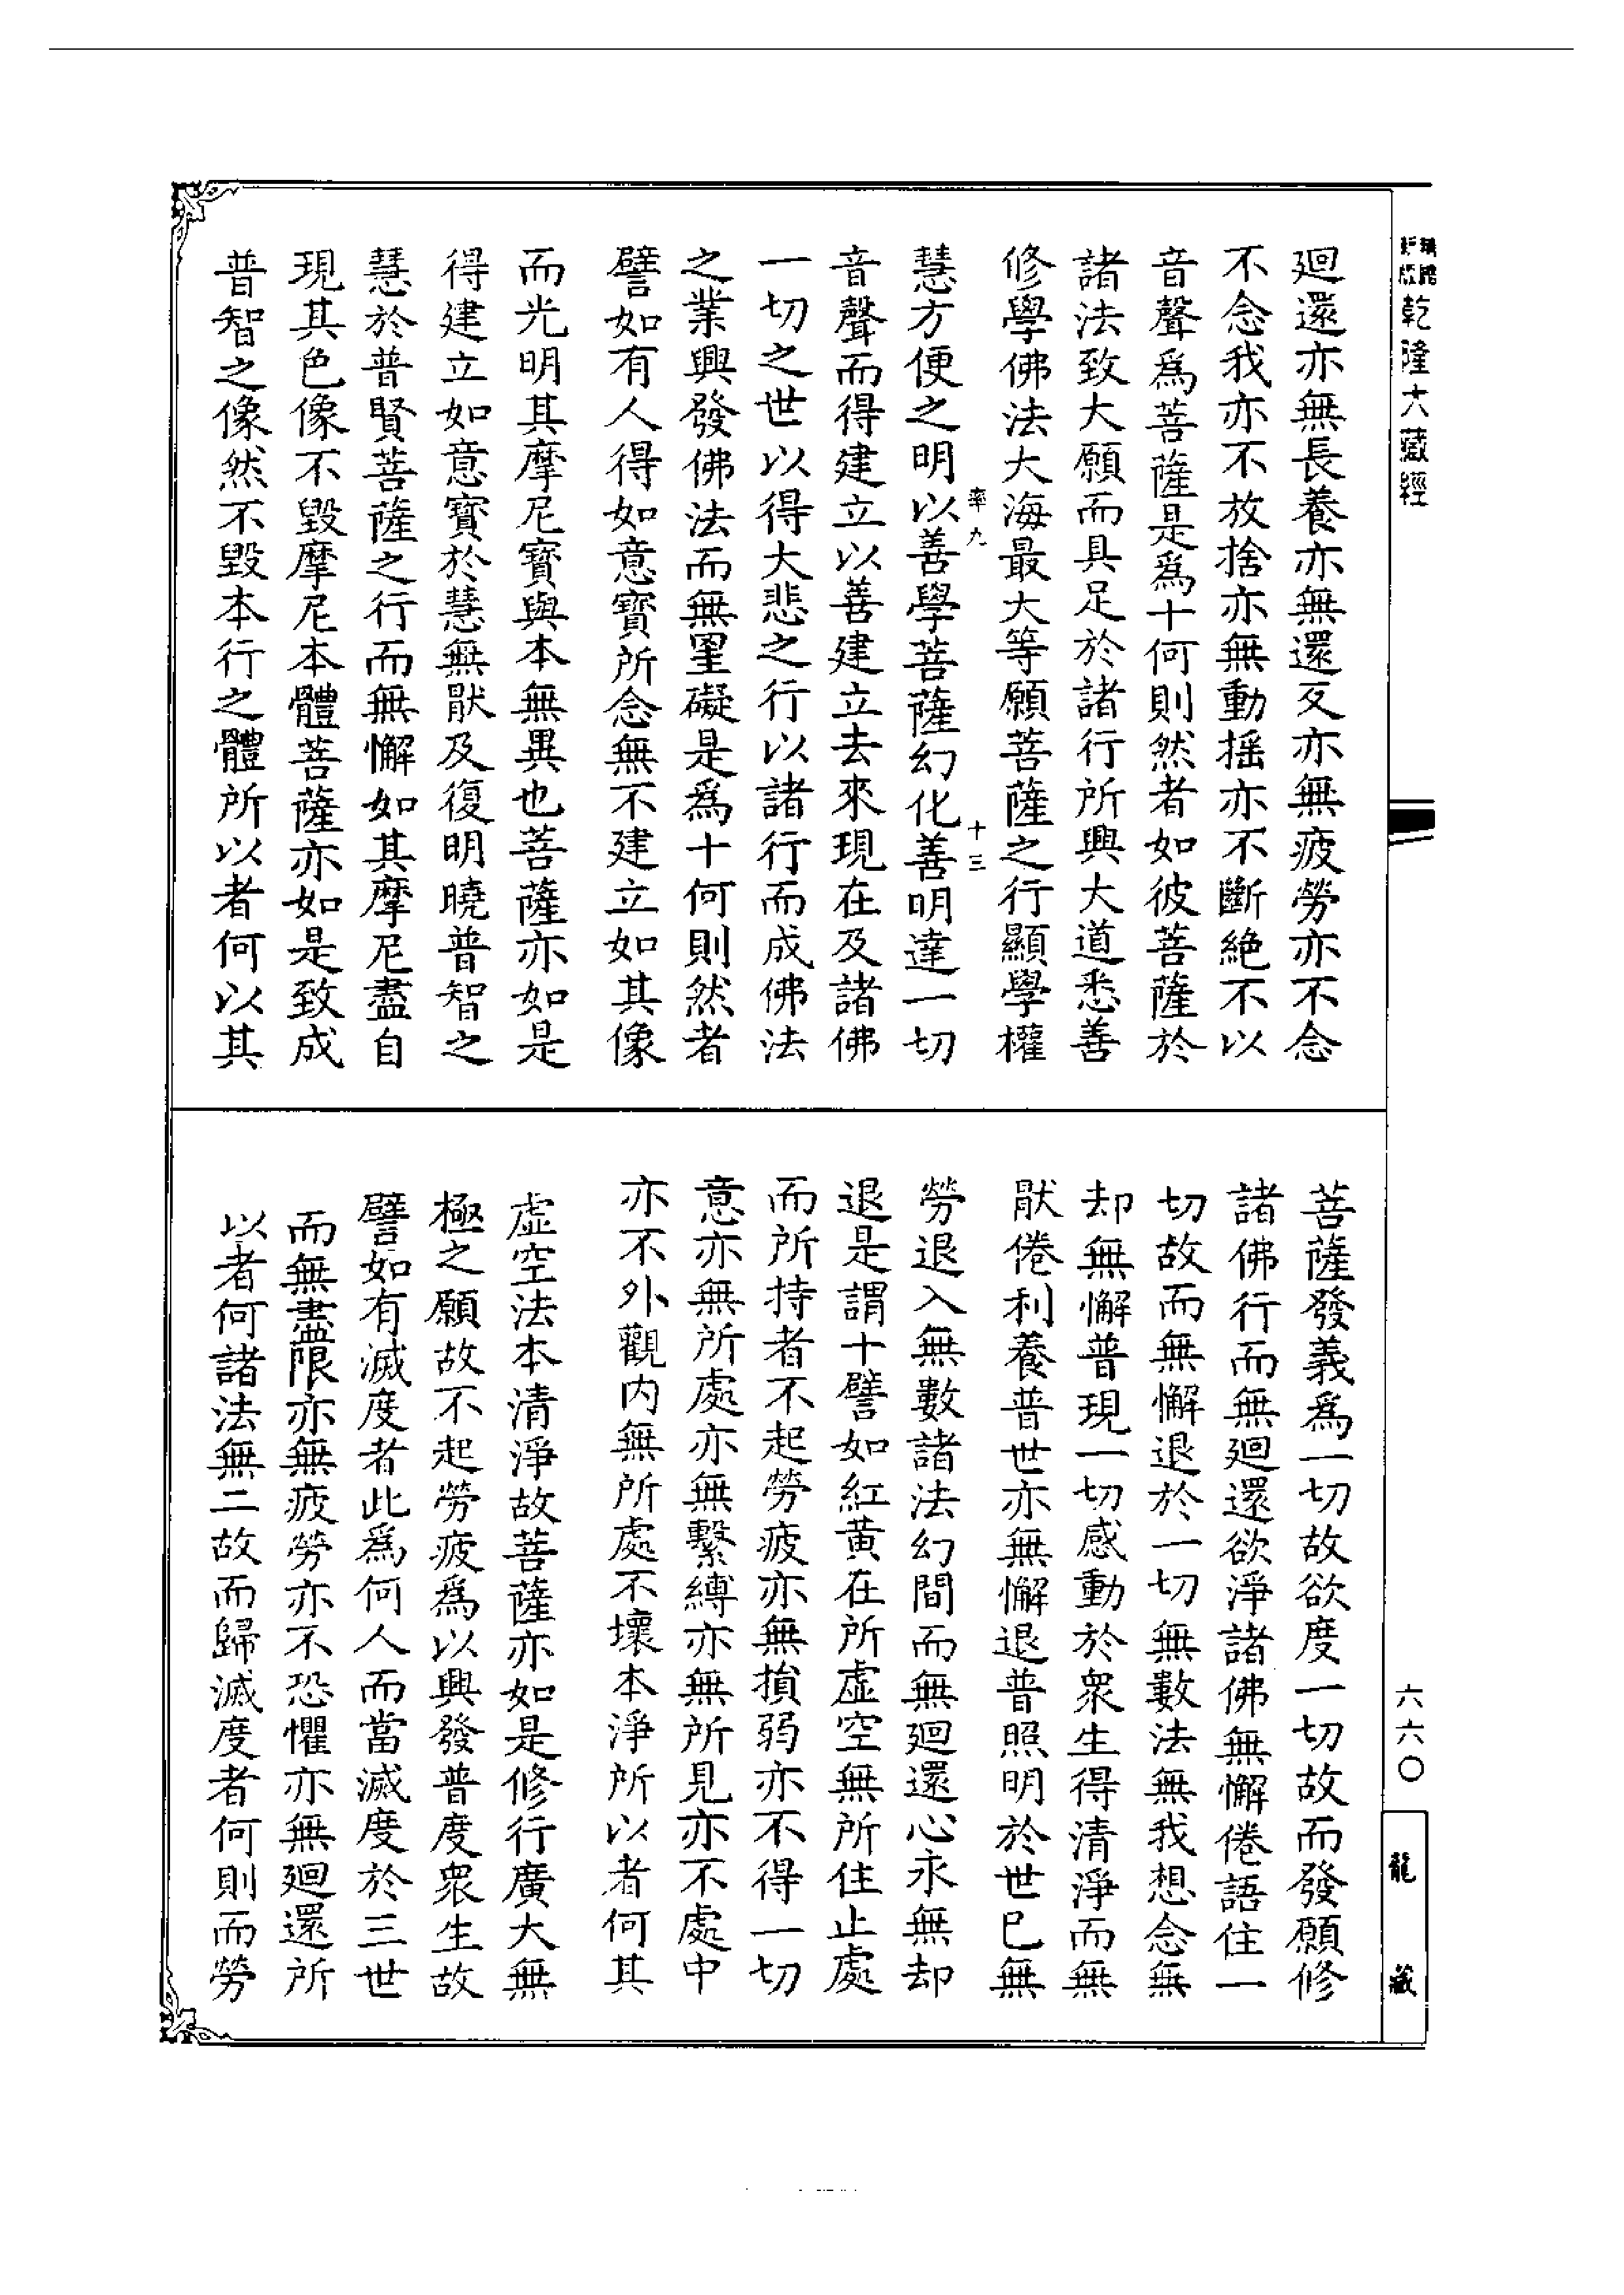 乾隆大藏經
迴還亦無長養亦無還反亦無疲勞亦不念
不念我亦不放捨亦無動搖亦不斷絶不以
音聲爲菩薩是爲十何則然者如彼菩薩於
諸法致大願而具足於諸行所興大道悉善
修學佛法大海最大等願菩薩之行顯學權
率九
十三
慧方便之明以善學菩薩幻化善明達一切
音聲而得建立以善建立去來現在及諸佛
一切之世以得大悲之行以諸行而成佛法
之業興發佛法而無罣礙是爲十何則然者
譬如有人得如意寶所念無不建立如其像
而光明其摩尼寶與本無異也菩薩亦如是
得建立如意寶於慧無猒及復明曉普智之
慧於普賢菩薩之行而無懈如其摩尼盡自
現其色像不毀摩尼本體菩薩亦如是致成
普智之像然不毀本行之體所以者何以其
菩薩發義爲一切故欲度一切故而發願修
諸佛行而無迴還欲淨諸佛無懈倦語住一
切故而無懈退於一切無數法無我想念無
却無懈普現一切感動於衆生得清淨而無
猒倦利養普世亦無懈退普照明於世已無
勞退入無數諸法幻間而無迴還心永無却
退是謂十譬如紅黄在所虛空無所住止處
而所持者不起勞疲亦無損弱亦不得一切
意亦無所處亦無繫縛亦無所見亦不處中
亦不外觀内無所處不壞本淨所以者何其
虛空法本清淨故菩薩亦如是修行廣大無
極之願故不起勞疲爲以興發普度衆生故
譬如有滅度者此爲何人而當滅度於三世
而無盡限亦無疲勞亦不恐懼亦無迴還所
以者何諸法無二故而歸滅度者何則而勞
六六〇
龍藏